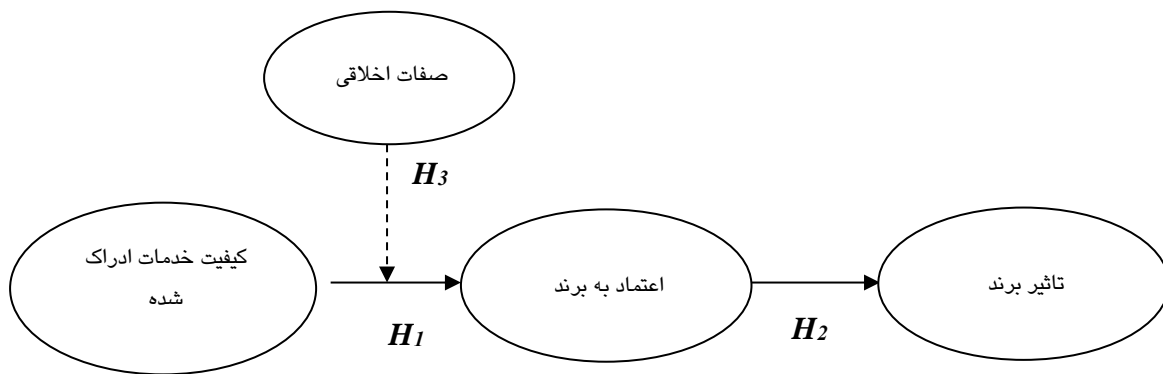 صفات اخلاقی
H3
کیفیت خدمات ادراک
شده
اعتماد به برند
تاثیر برند
H1
H2